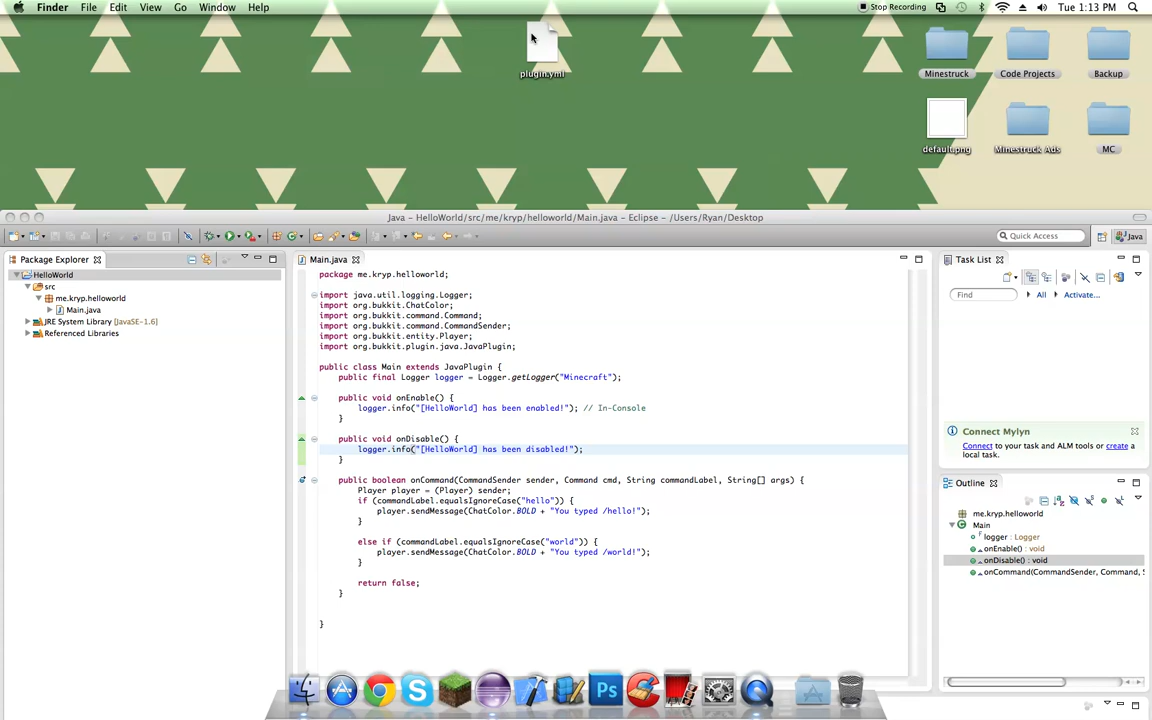 Finder File Edit View Go Window Help
Stop Recording Tue 1:13 PM
plugin.yml
Minestruck Code Projects Backup
default.png Minestruck Ads MC
Java – HelloWorld/src/me/kryp/helloworld/Main.java – Eclipse – /Users/Ryan/Desktop
Quick Access Java
Package Explorer
HelloWorld
src
me.kryp.helloworld
Main.java
JRE System Library [JavaSE-1.6]
Referenced Libraries
Main.java
package me.kryp.helloworld;
import java.util.logging.Logger;
import org.bukkit.ChatColor;
import org.bukkit.command.Command;
import org.bukkit.command.CommandSender;
import org.bukkit.entity.Player;
import org.bukkit.plugin.java.JavaPlugin;
public class Main extends JavaPlugin {
public final Logger logger = Logger.getLogger("Minecraft");
public void onEnable() {
logger.info("[HelloWorld] has been enabled!"); // In-Console
}
public void onDisable() {
logger.info("[HelloWorld] has been disabled!");
}
public boolean onCommand(CommandSender sender, Command cmd, String commandLabel, String[] args) {
Player player = (Player) sender;
if (commandLabel.equalsIgnoreCase("hello")) {
player.sendMessage(ChatColor.BOLD + "You typed /hello!");
}
else if (commandLabel.equalsIgnoreCase("world")) {
player.sendMessage(ChatColor.BOLD + "You typed /world!");
}
return false;
}
}
Task List
Find All Activate...
Connect Mylyn
Connect to your task and ALM tools or create a
local task.
Outline
me.kryp.helloworld
Main
logger : Logger
onEnable() : void
onDisable() : void
onCommand(CommandSender, Command, S
Ps